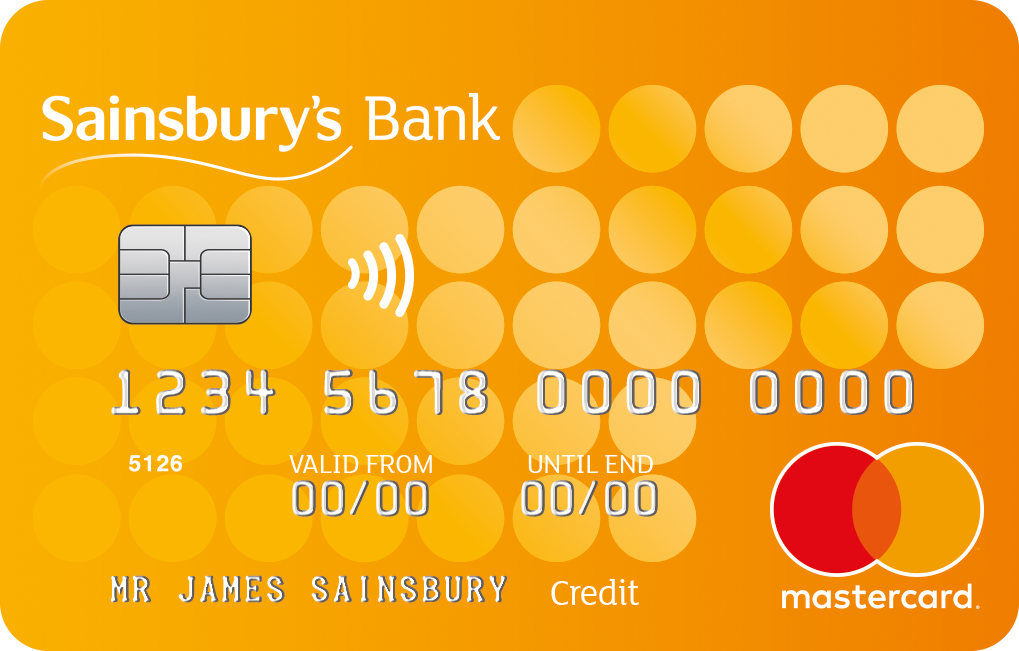 Sainsbury's Bank
1234 5678 0000 0000
5126 VALID FROM UNTIL END
00/00 00/00
MR JAMES SAINSBURY Credit
mastercard.